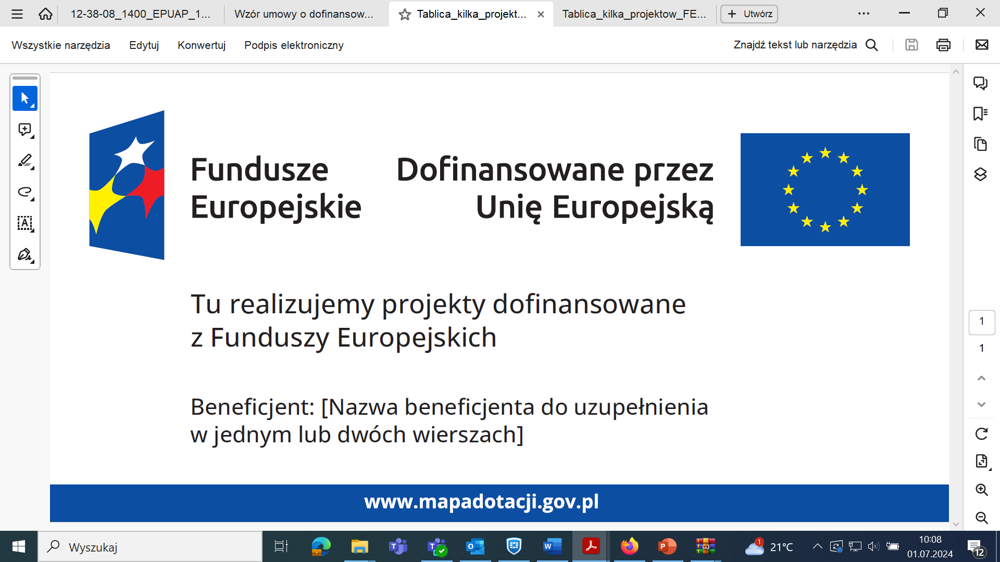 12-38-08_1400_EPUAP_1...
Wzór umowy o dofinansow...
Tablica_kilka_projekt...
Tablica_kilka_projektow_FE...
Utwórz
Wszystkie narzędzia
Edytuj
Konwertuj
Podpis elektroniczny
Znajdź tekst lub narzędzia
Fundusze
Europejskie
Dofinansowane przez
Unię Europejską
Tu realizujemy projekty dofinansowane
z Funduszy Europejskich
Beneficjent: [Nazwa beneficjenta do uzupełnienia
w jednym lub dwóch wierszach]
www.mapadotacji.gov.pl
1
1
Wyszukaj
1
21°C
10:08
01.07.2024
12